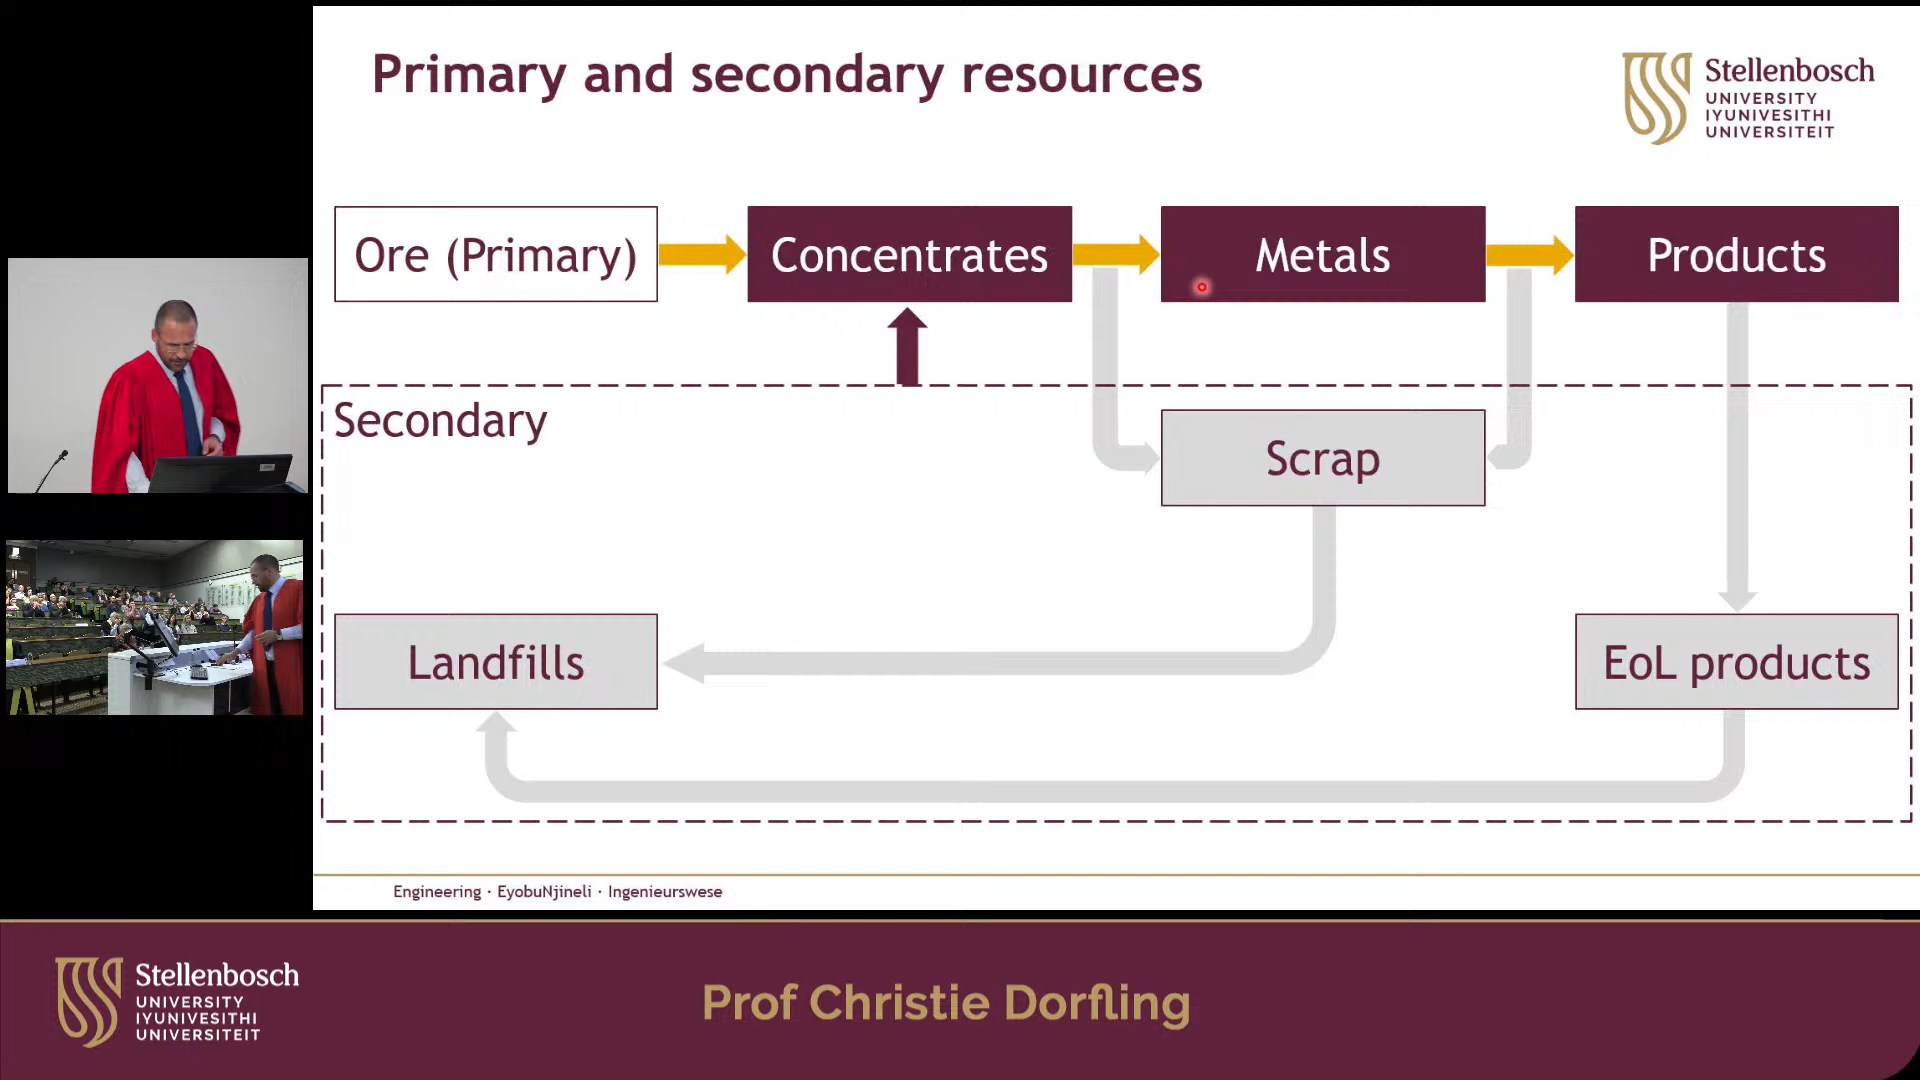 Primary and secondary resources
Stellenbosch
UNIVERSITY
IYUNIVESITHI
UNIVERSITEIT
Ore (Primary)
Concentrates
Metals
Products
Secondary
Scrap
Landfills
EoL products
Engineering · EyobuNjineli · Ingenieurswese
Stellenbosch
UNIVERSITY
IYUNIVESITHI
UNIVERSITEIT
Prof Christie Dorfling